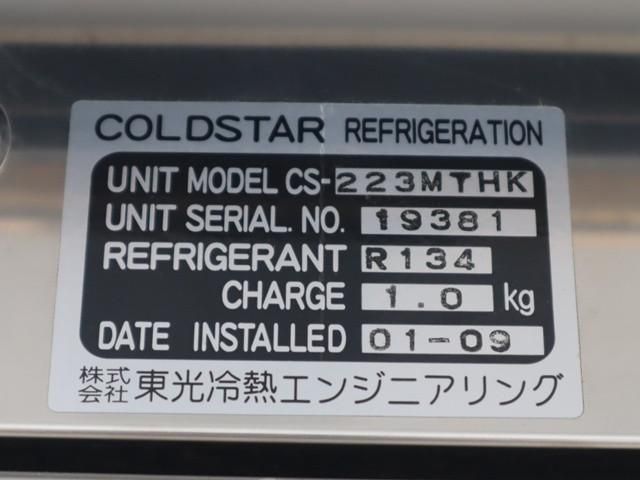 COLDSTAR REFRIGERATION
UNIT MODEL CS-223MTHK
UNIT SERIAL. NO. 19381
REFRIGERANT R134
CHARGE 1.0 kg
DATE INSTALLED 01-09
株式会社 東光冷熱エンジニアリング